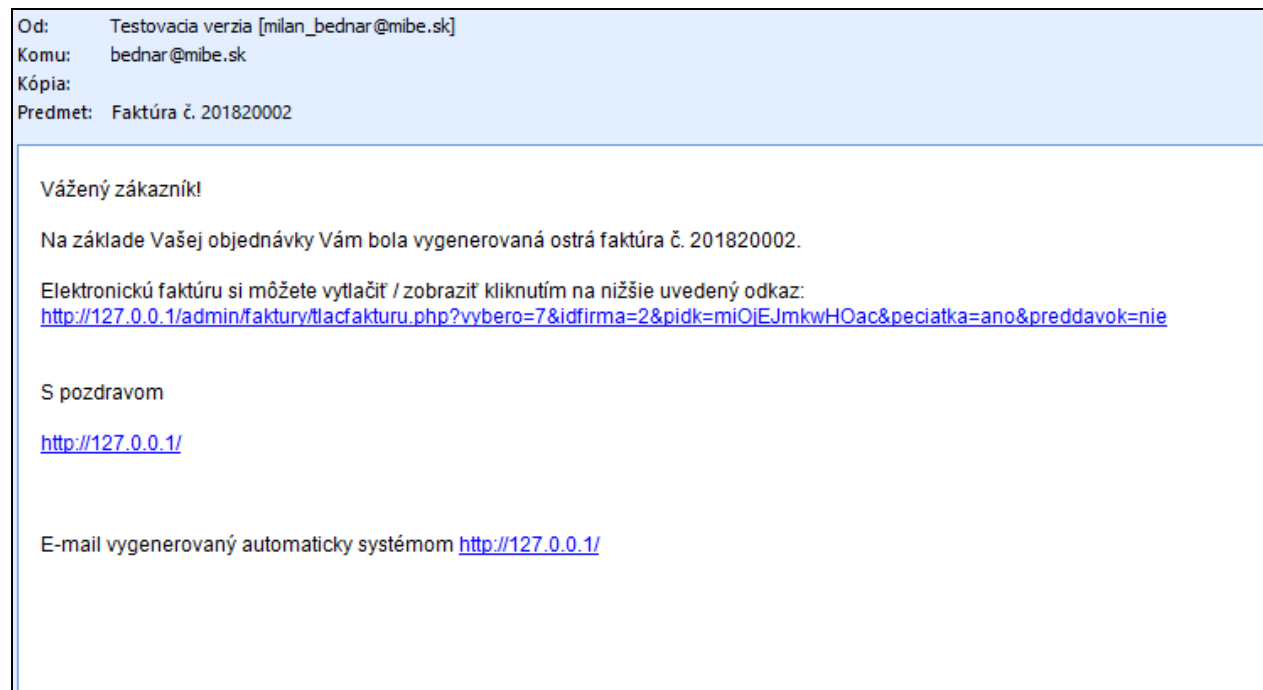 Od: Testovacia verzia [milan_bednar@mibe.sk]
Komu: bednar@mibe.sk
Kópia:
Predmet: Faktúra č. 201820002
Vážený zákazník!
Na základe Vašej objednávky Vám bola vygenerovaná ostrá faktúra č. 201820002.
Elektronickú faktúru si môžete vytlačiť / zobraziť kliknutím na nižšie uvedený odkaz:
http://127.0.0.1/admin/faktury/tlacfakturu.php?vybero=7&idfirma=2&pidk=miOjEJmkwHOac&peciatka=ano&preddavok=nie
S pozdravom
http://127.0.0.1/
E-mail vygenerovaný automaticky systémom http://127.0.0.1/